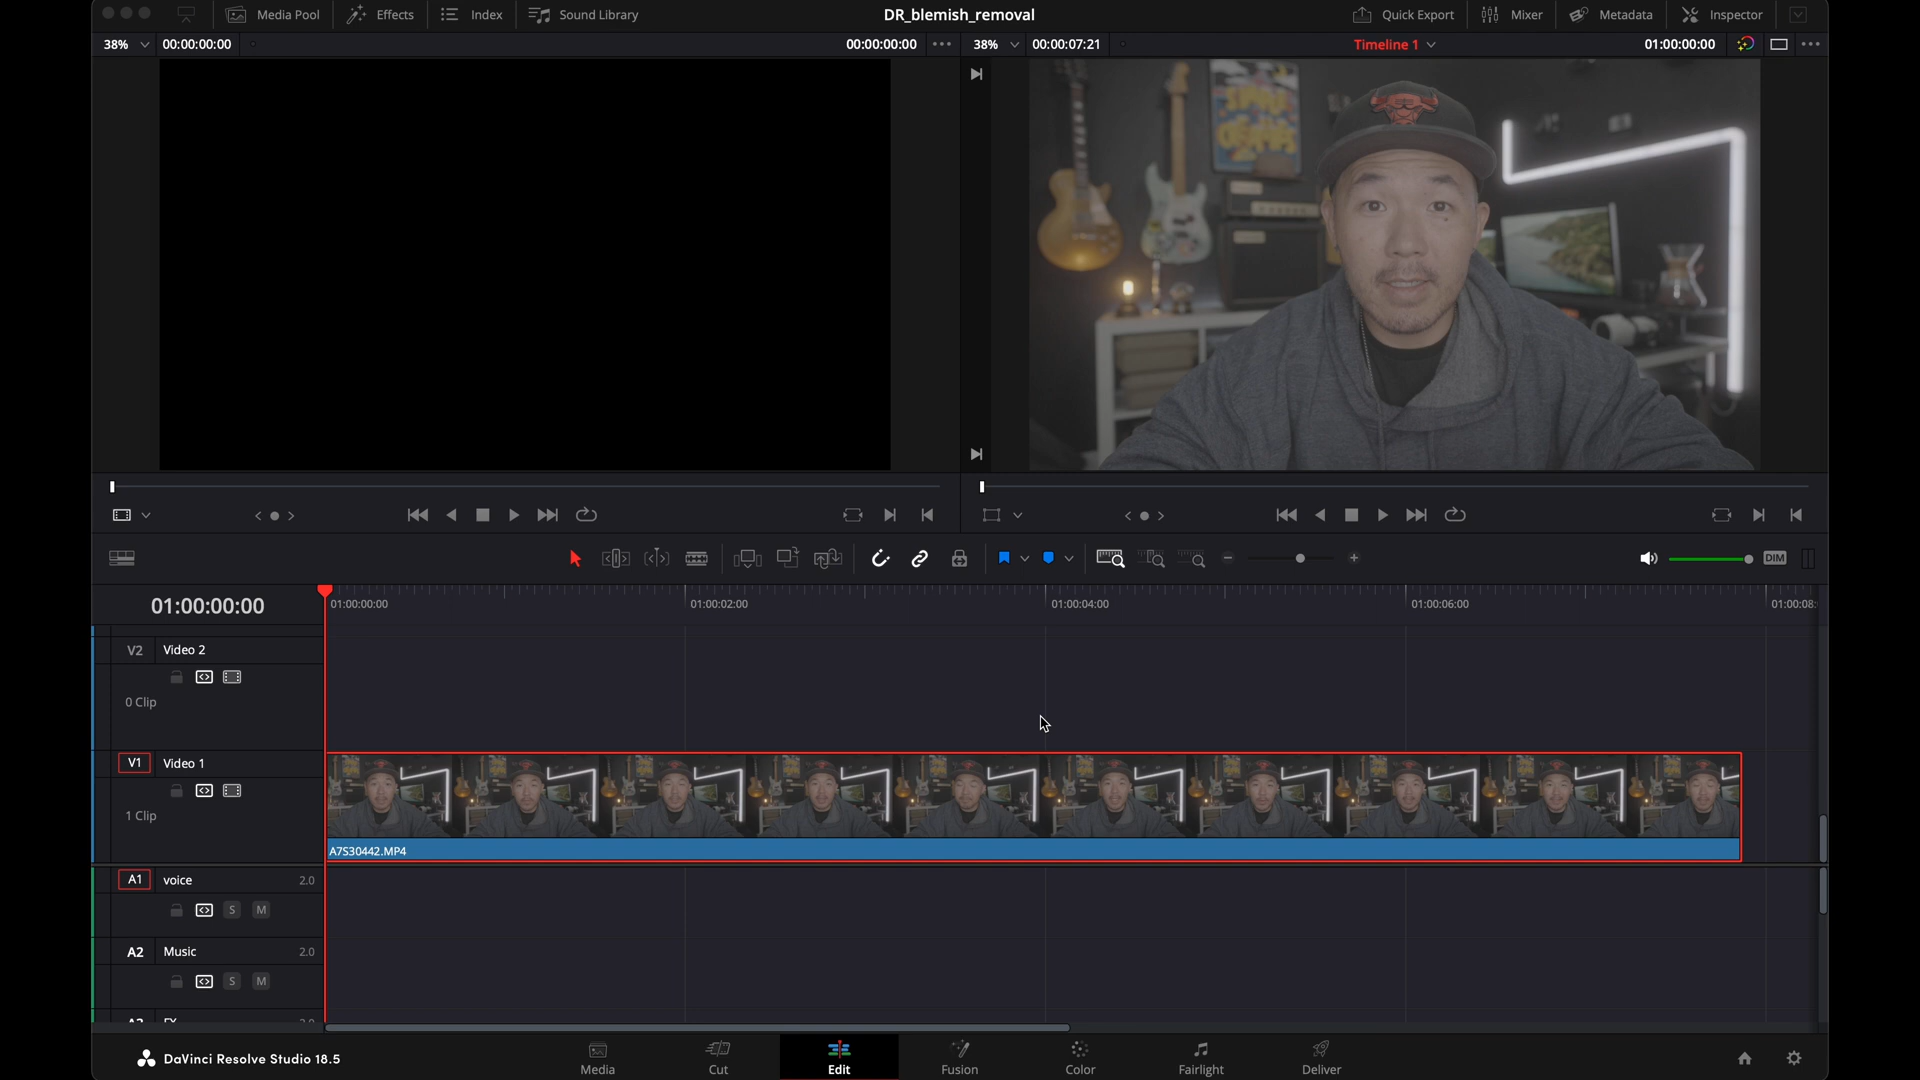 Media Pool Effects Index Sound Library DR_blemish_removal Quick Export Mixer Metadata Inspector
38% 00:00:00:00 00:00:00:00 38% 00:00:07:21 Timeline 1 01:00:00:00
DIM
01:00:00:00 01:00:00:00 01:00:02:00 01:00:04:00 01:00:06:00 01:00:08:
V2 Video 2
0 Clip
V1 Video 1
1 Clip
A7S30442.MP4
A1 voice 2.0
S M
A2 Music 2.0
S M
DaVinci Resolve Studio 18.5 Media Cut Edit Fusion Color Fairlight Deliver